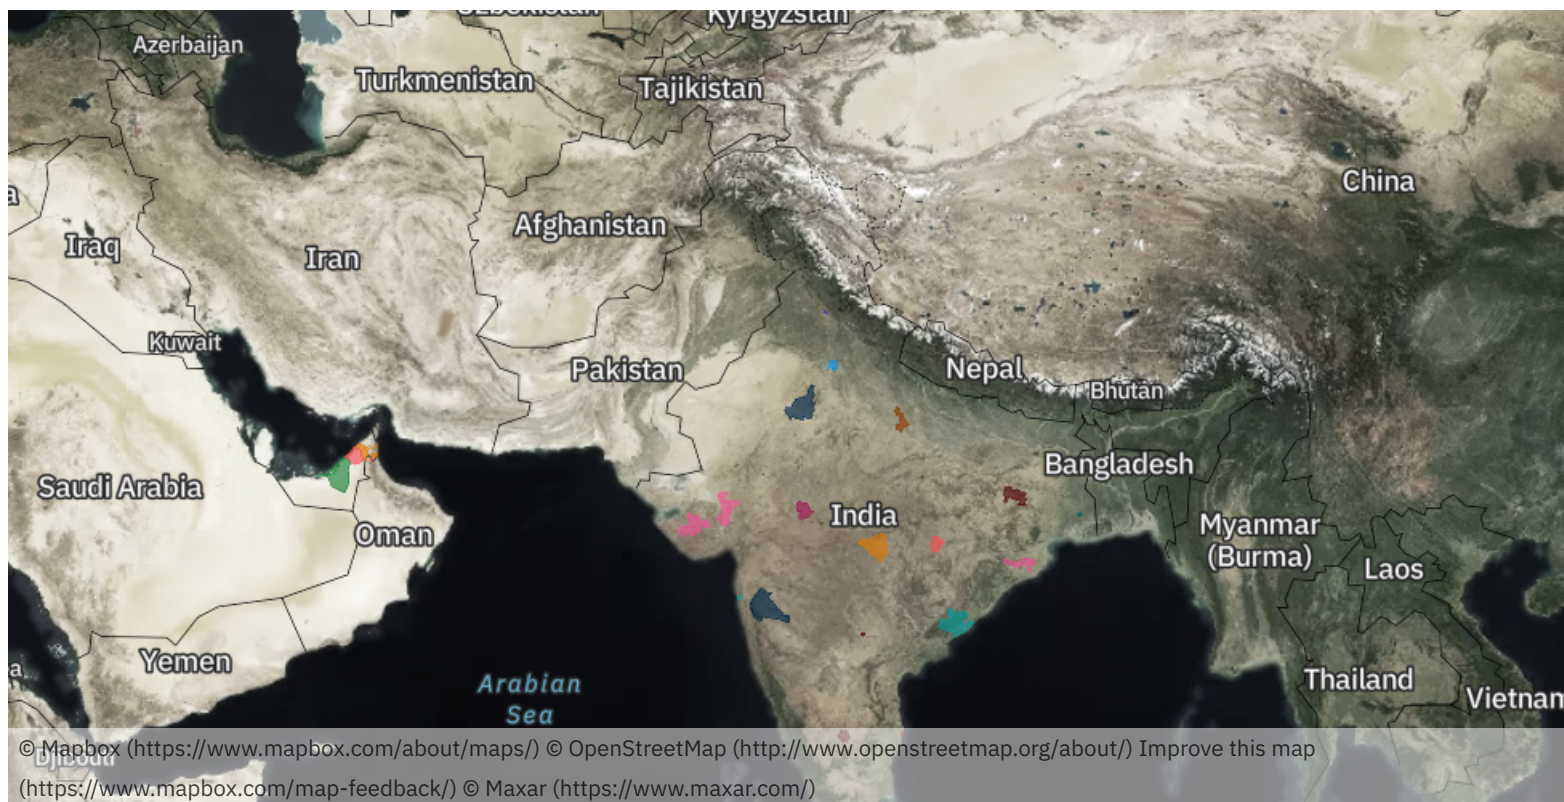 Uzbekistan
Kyrgyzstan
Azerbaijan
Turkmenistan
Tajikistan
China
Afghanistan
Iraq
Iran
Kuwait
Pakistan
Nepal
Bhutan
Bangladesh
Saudi Arabia
India
Oman
Myanmar
(Burma)
Laos
Yemen
Arabian
Sea
Thailand
Vietnam
© Mapbox (https://www.mapbox.com/about/maps/) © OpenStreetMap (http://www.openstreetmap.org/about/) Improve this map
Djibouti
(https://www.mapbox.com/map-feedback/) © Maxar (https://www.maxar.com/)